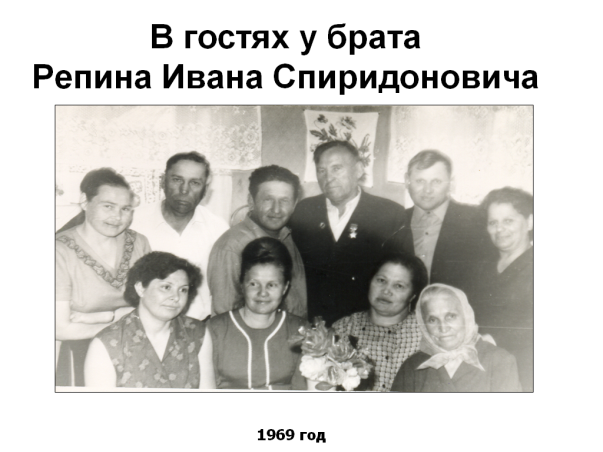 В гостях у брата
Репина Ивана Спиридоновича
1969 год